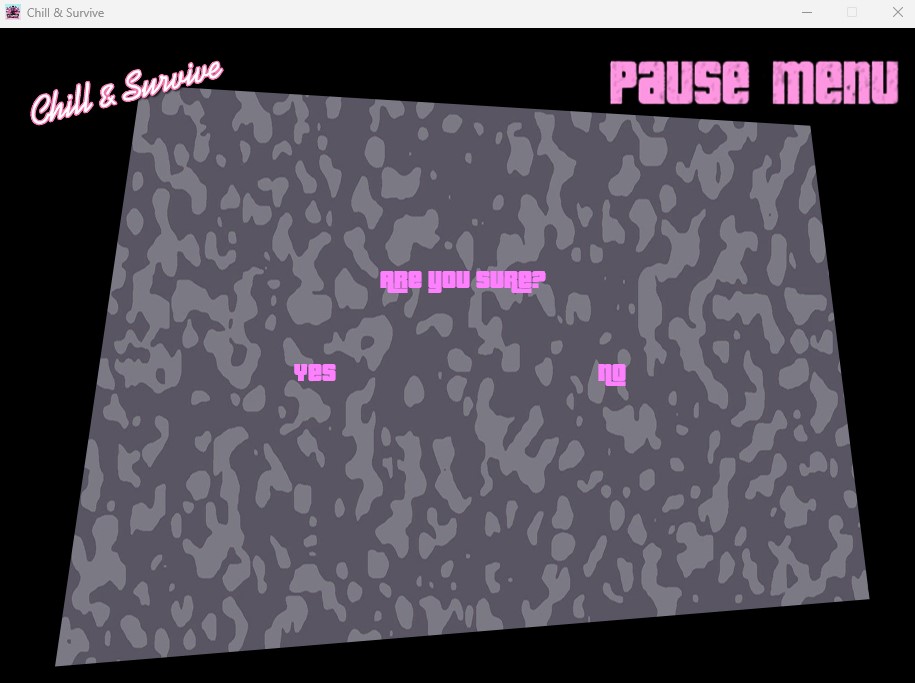 Chill & Survive
Chill & Survive
Pause menu
Are you sure?
Yes
No